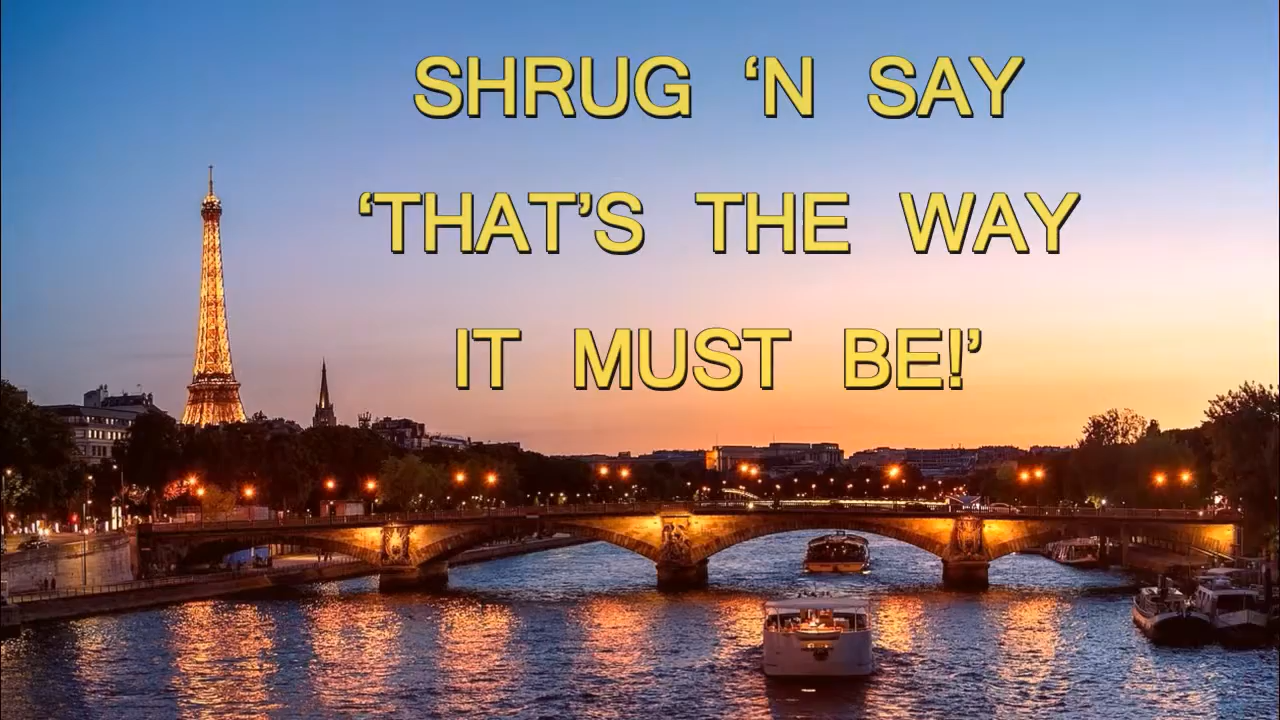 SHRUG ‘N SAY
‘THAT’S THE WAY
IT MUST BE!’